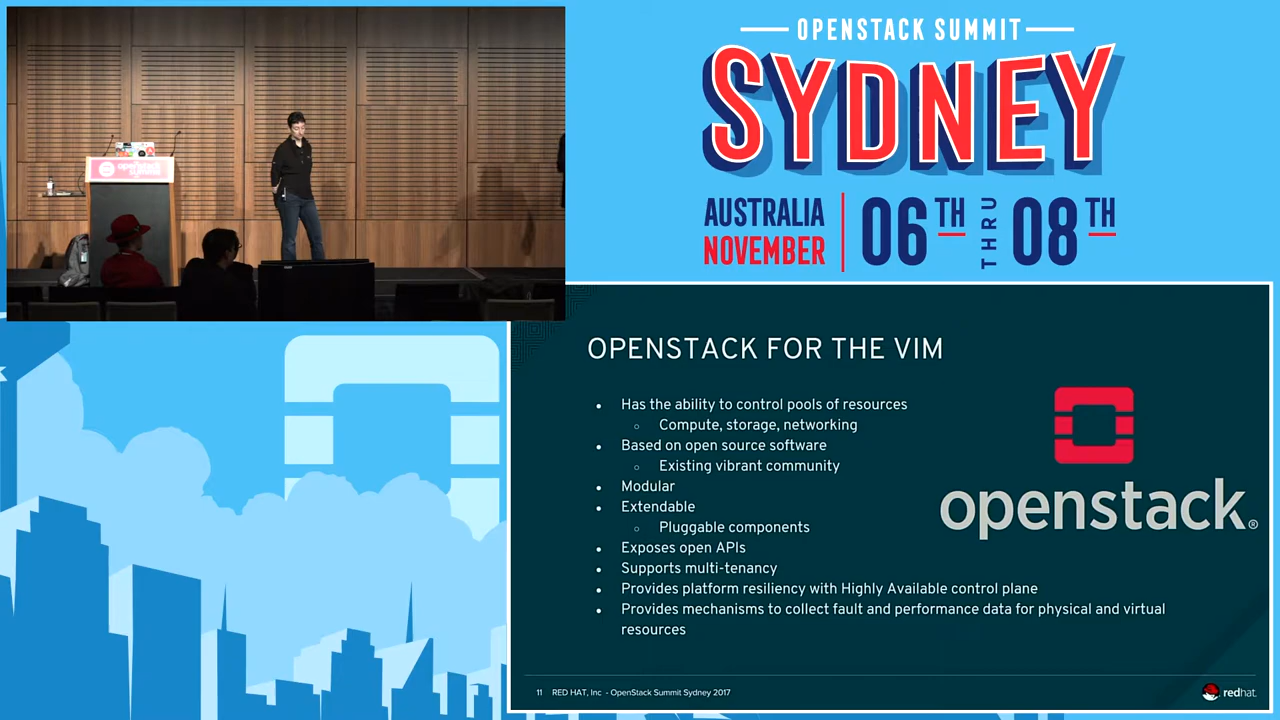 OPENSTACK SUMMIT
SYDNEY
AUSTRALIA
NOVEMBER
06TH
THRU
08TH
OPENSTACK FOR THE VIM
• Has the ability to control pools of resources
○ Compute, storage, networking
• Based on open source software
○ Existing vibrant community
• Modular
• Extendable
○ Pluggable components
• Exposes open APIs
• Supports multi-tenancy
• Provides platform resiliency with Highly Available control plane
• Provides mechanisms to collect fault and performance data for physical and virtual
resources
openstack®
11 RED HAT, Inc - OpenStack Summit Sydney 2017
redhat.